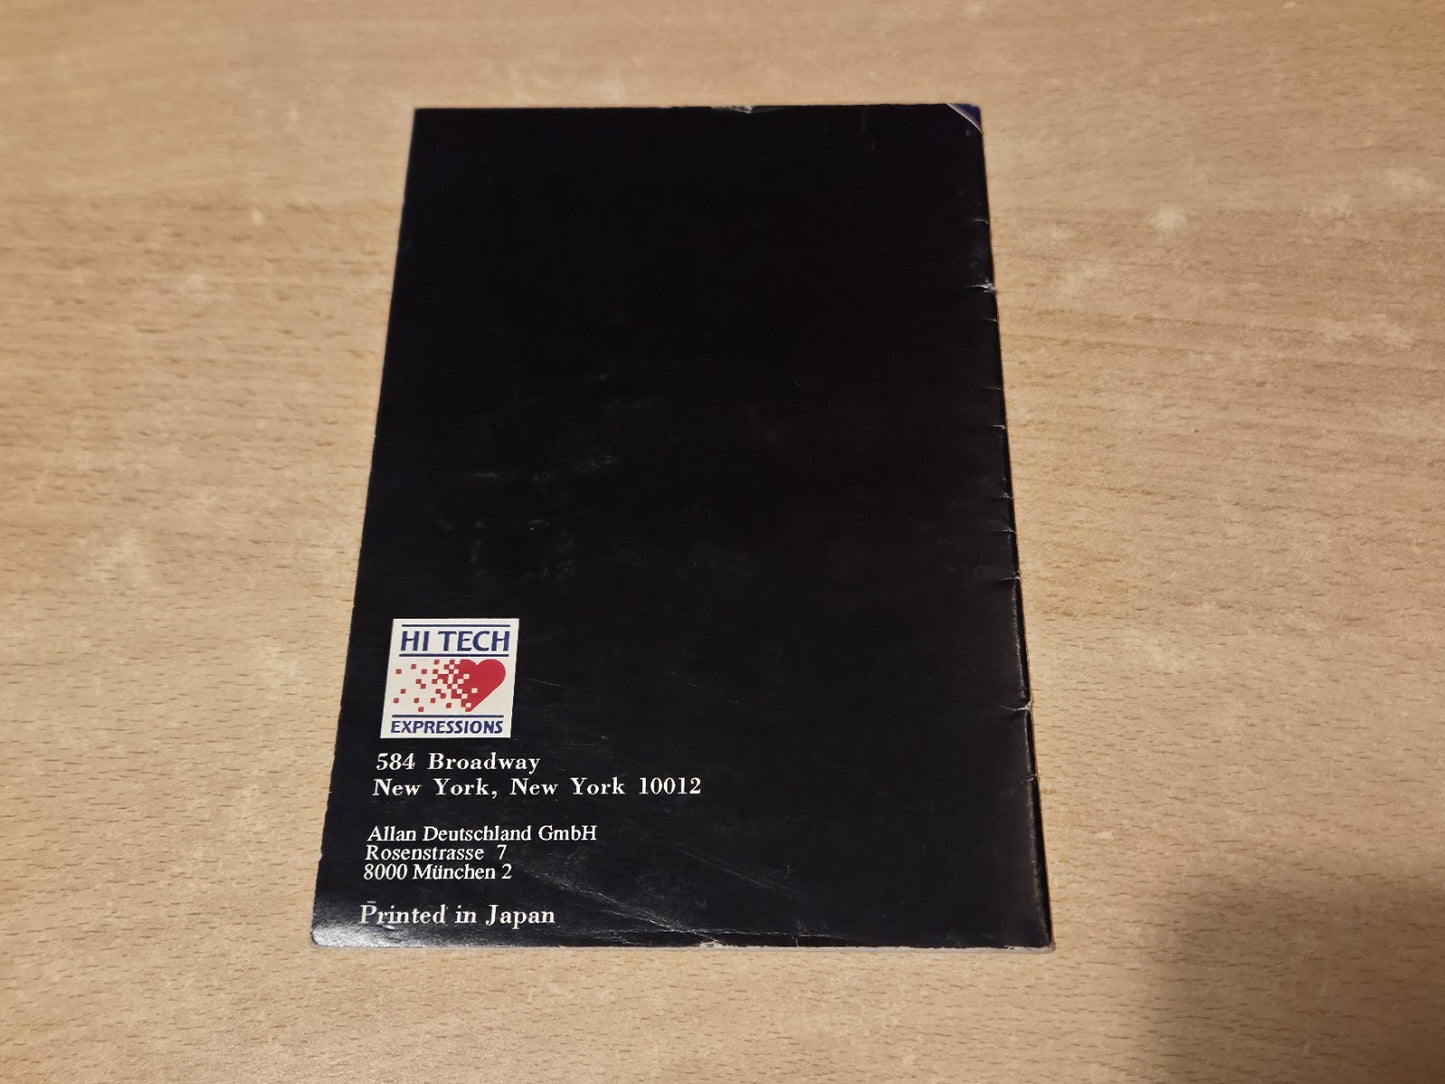 HI TECH
EXPRESSIONS
584 Broadway
New York, New York 10012
Allan Deutschland GmbH
Rosenstrasse 7
8000 München 2
Printed in Japan